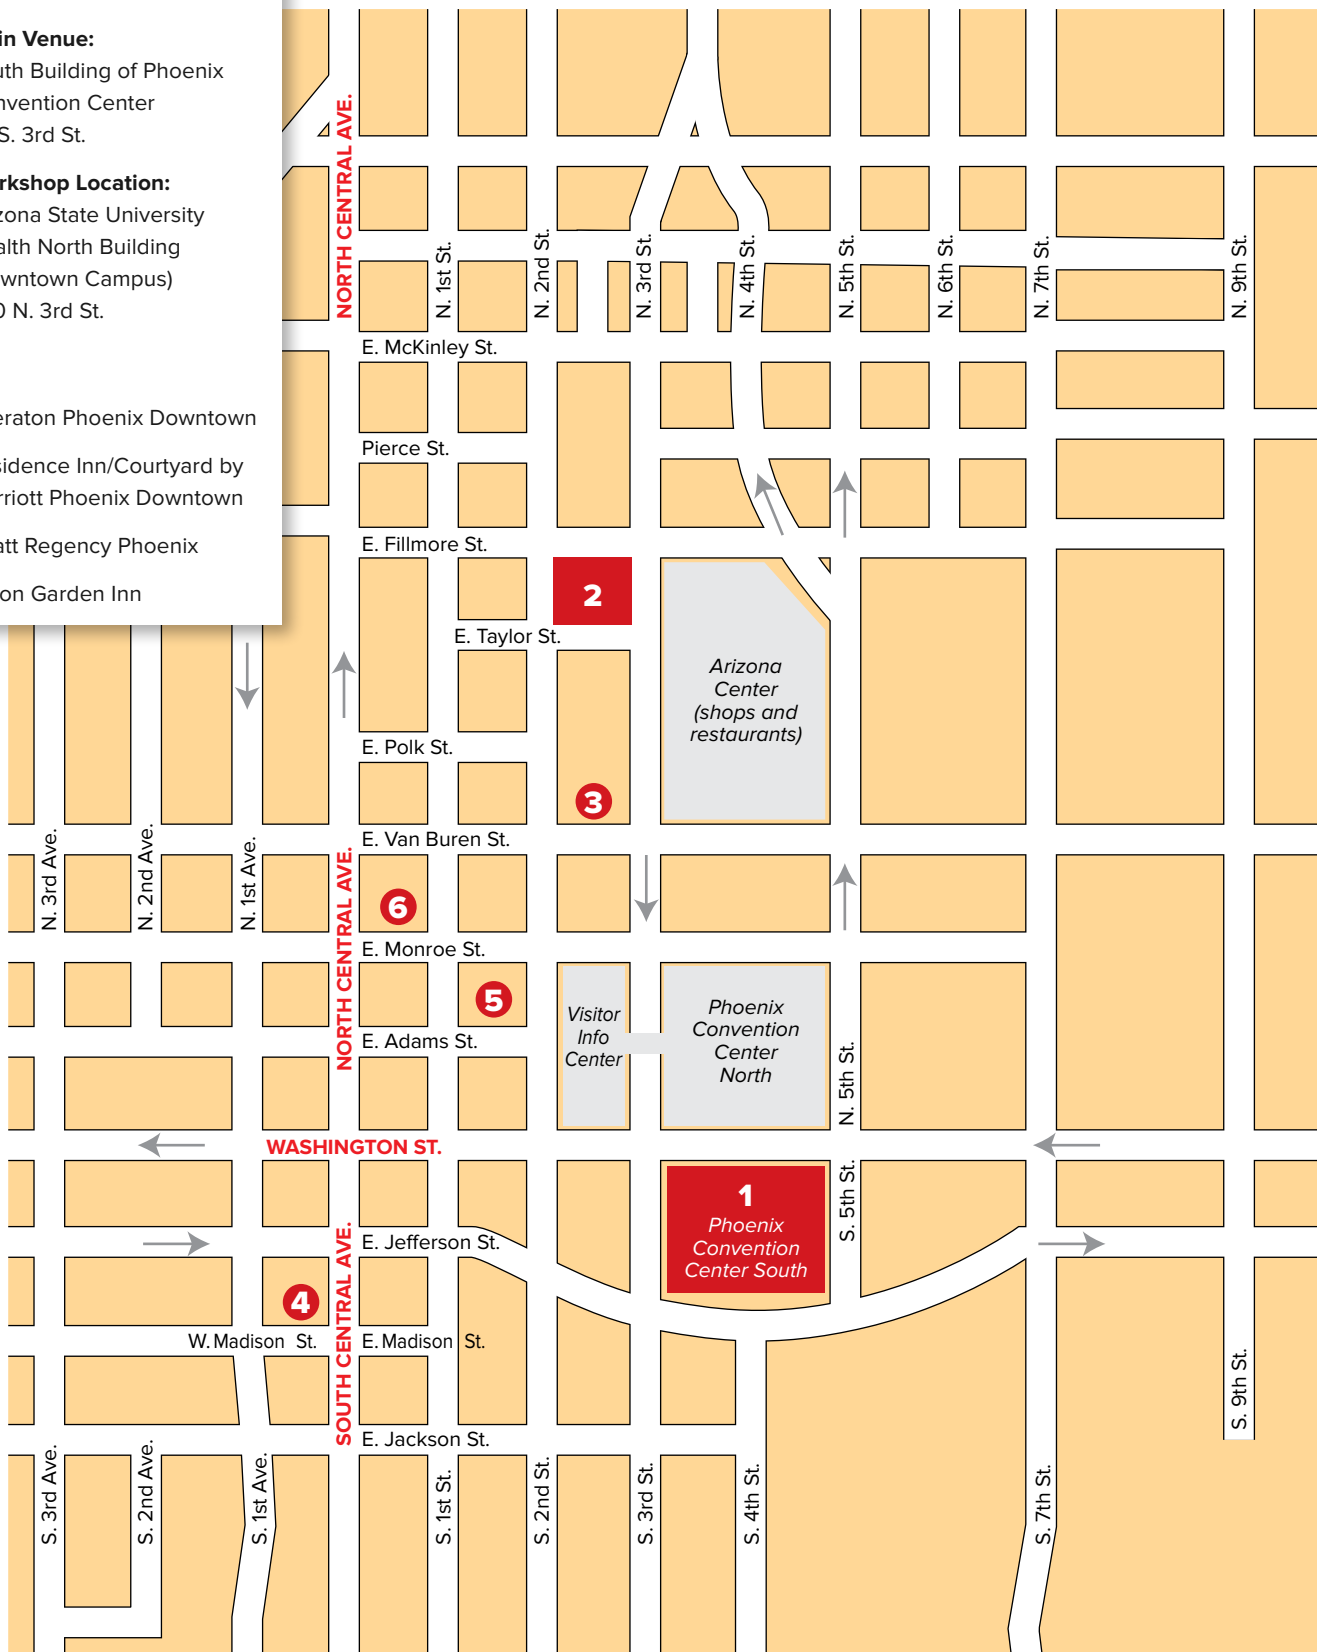 in Venue:
uth Building of Phoenix
nvention Center
S. 3rd St.
rkshop Location:
zona State University
alth North Building
owntown Campus)
0 N. 3rd St.
eraton Phoenix Downtown
sidence Inn/Courtyard by
rriott Phoenix Downtown
att Regency Phoenix
on Garden Inn
NORTH CENTRAL AVE.
N. 1st St.
N. 2nd St.
N. 3rd St.
N. 4th St.
N. 5th St.
N. 6th St.
N. 7th St.
N. 9th St.
E. McKinley St.
Pierce St.
E. Fillmore St.
2
E. Taylor St.
Arizona
Center
(shops and
restaurants)
E. Polk St.
3
E. Van Buren St.
N. 3rd Ave.
N. 2nd Ave.
N. 1st Ave.
NORTH CENTRAL AVE.
6
E. Monroe St.
5
Visitor
Info
Center
Phoenix
Convention
Center
North
E. Adams St.
N. 5th St.
WASHINGTON ST.
1
Phoenix
Convention
Center South
S. 5th St.
E. Jefferson St.
SOUTH CENTRAL AVE.
4
W. Madison St.
E. Madison St.
E. Jackson St.
S. 3rd Ave.
S. 2nd Ave.
S. 1st Ave.
S. 1st St.
S. 2nd St.
S. 3rd St.
S. 4th St.
S. 7th St.
S. 9th St.